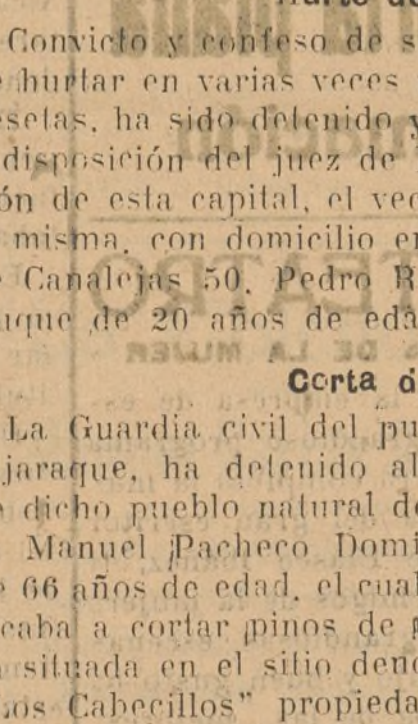 Convicto y confeso de s
hurtar en varias veces
setas, ha sido detenido y
disposición del juez de
ón de esta capital, el vec
misma, con domicilio en
Canalejas 50, Pedro R
uque de 20 años de eda
Corta d
La Guardia civil del pu
jaraque, ha detenido al
dicho pueblo natural de
Manuel Pacheco Domi
66 años de edad, el cual
caba a cortar pinos de
situada en el sitio deno
os Cabecillos" propieda